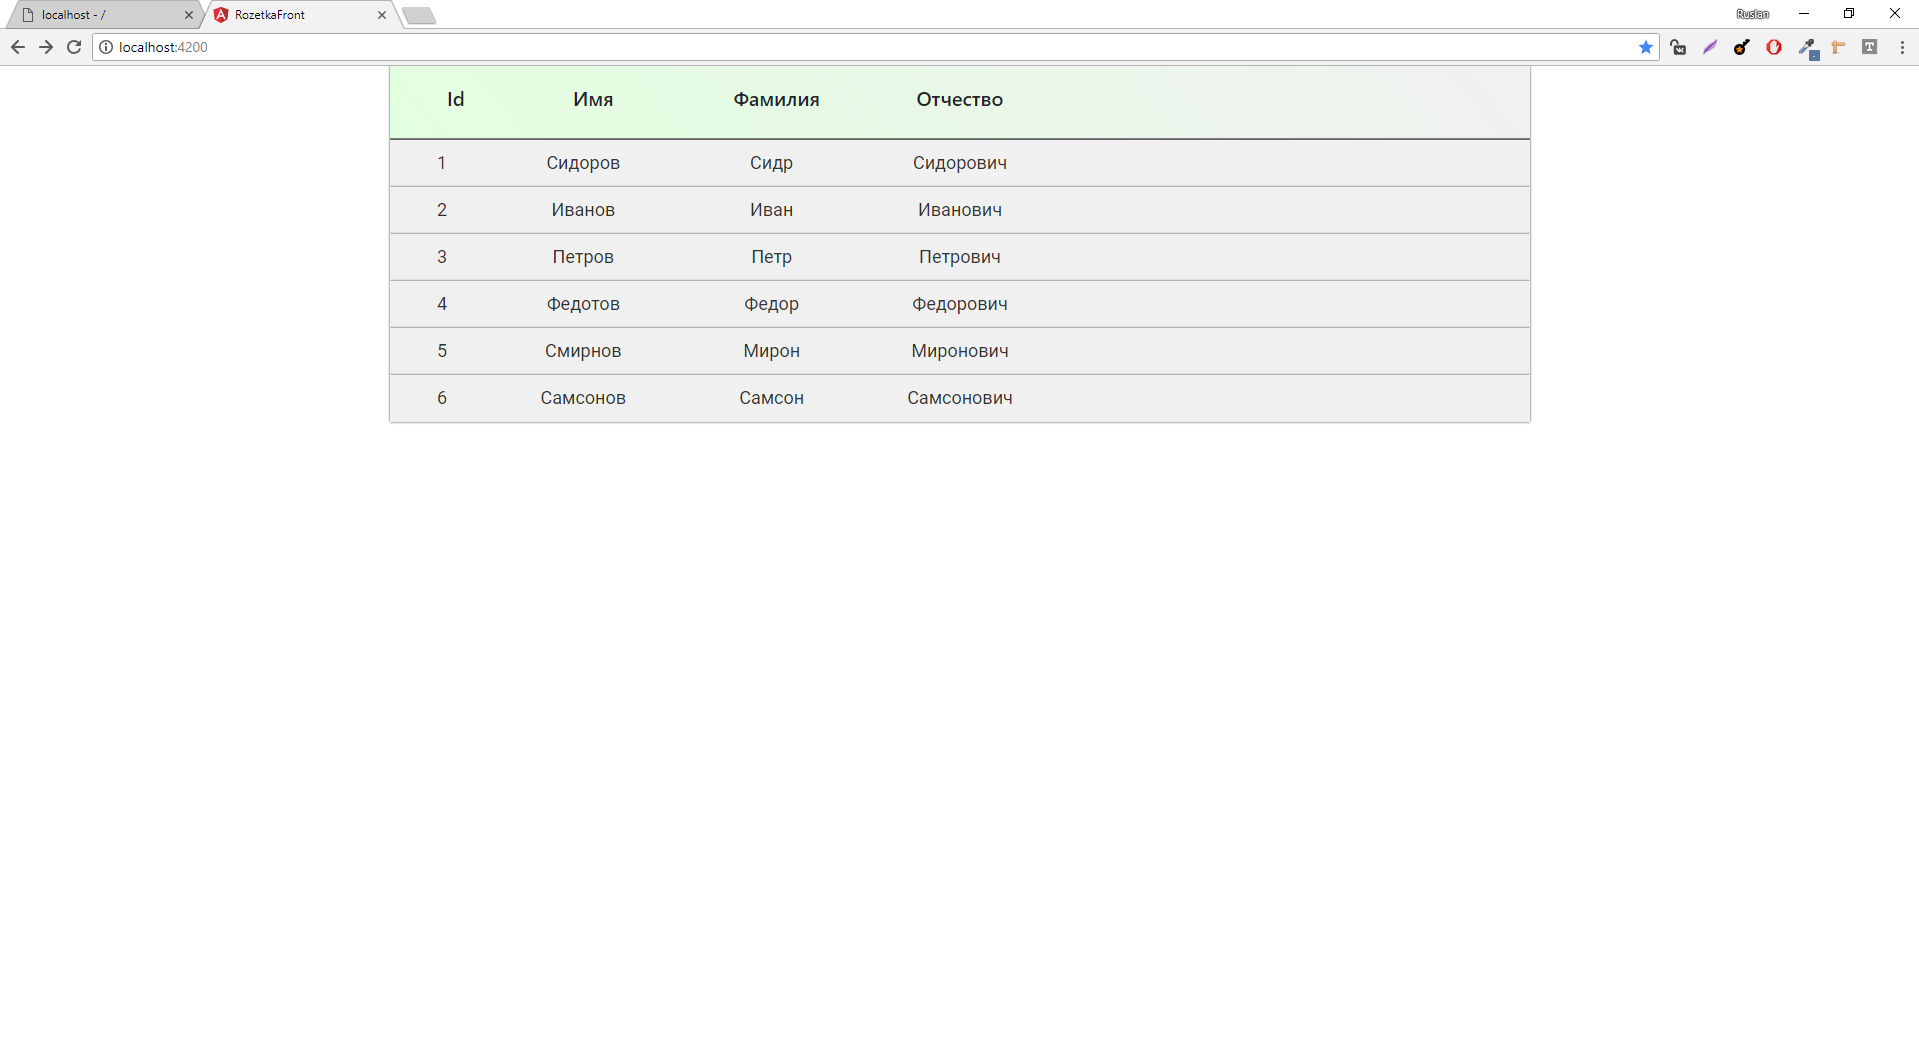 localhost - /
RozetkaFront
Ruslan
localhost:4200
Id Имя Фамилия Отчество
1 Сидоров Сидр Сидорович
2 Иванов Иван Иванович
3 Петров Петр Петрович
4 Федотов Федор Федорович
5 Смирнов Мирон Миронович
6 Самсонов Самсон Самсонович